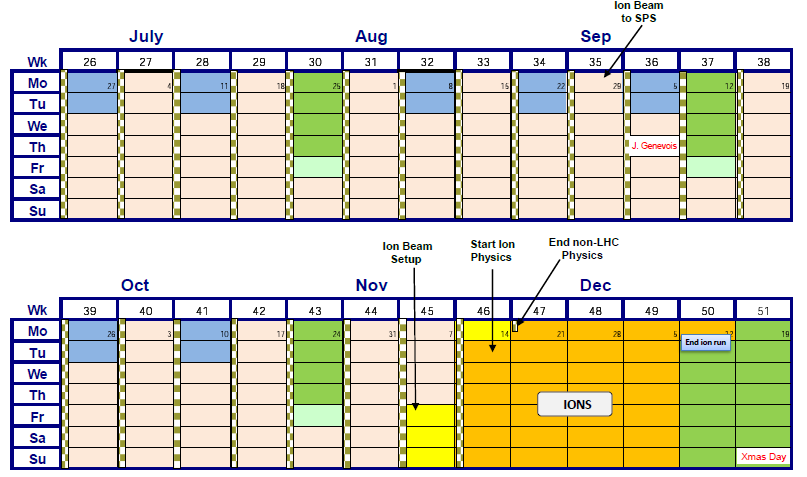 Ion Beam
to SPS
July Aug Sep
Wk 26 27 28 29 30 31 32 33 34 35 36 37 38
Mo 27 4 11 18 25 1 8 15 22 29 5 12 19
Tu
We
Th J. Genevois
Fr
Sa
Su
Ion Beam
Setup
Start Ion
Physics
End non-LHC
Physics
Oct Nov Dec
Wk 39 40 41 42 43 44 45 46 47 48 49 50 51
Mo 26 3 10 17 24 31 7 14 21 28 5 12 19
Tu End ion run
We
Th IONS
Fr
Sa
Su Xmas Day